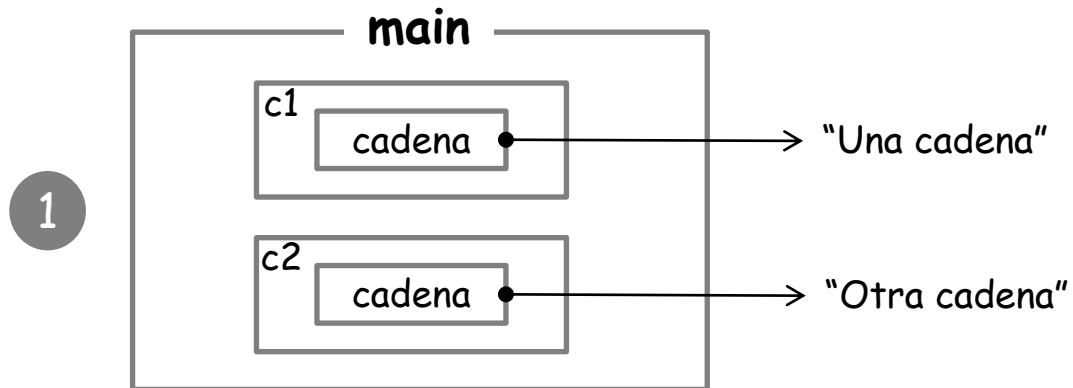 main
c1
cadena
“Una cadena”
1
c2
cadena
“Otra cadena”